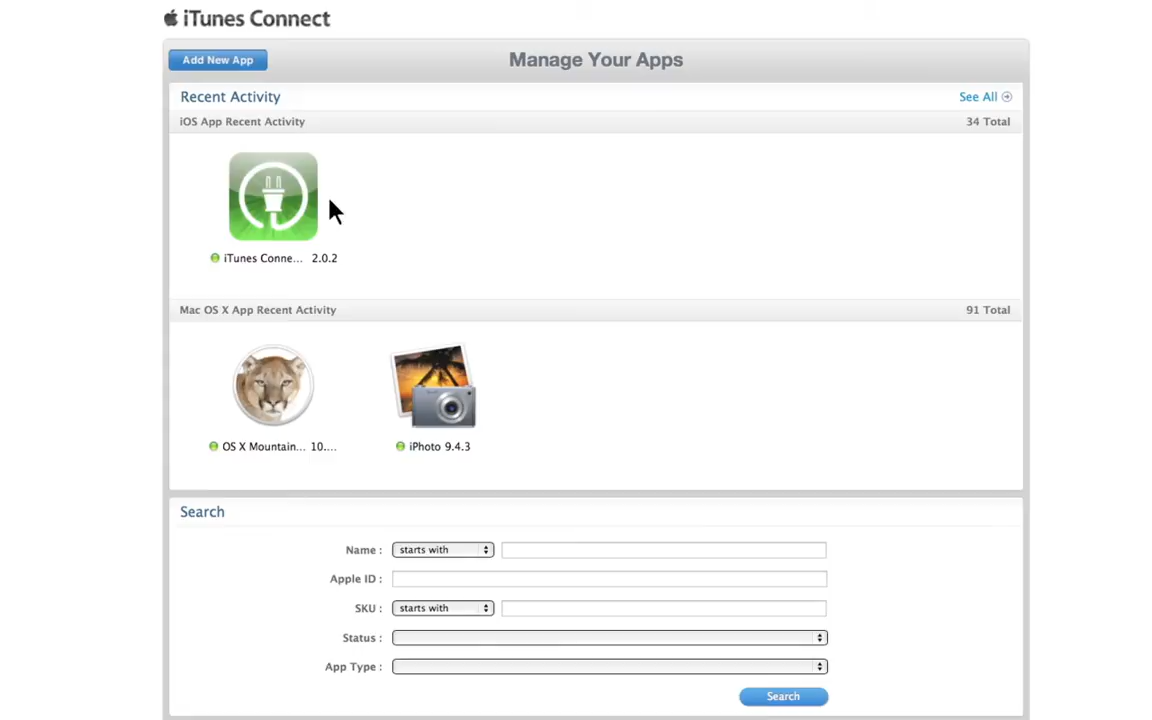 iTunes Connect
Add New App
Manage Your Apps
Recent Activity
See All
iOS App Recent Activity
34 Total
iTunes Conne... 2.0.2
Mac OS X App Recent Activity
91 Total
OS X Mountain... 10....
iPhoto 9.4.3
Search
Name : starts with
Apple ID :
SKU : starts with
Status :
App Type :
Search